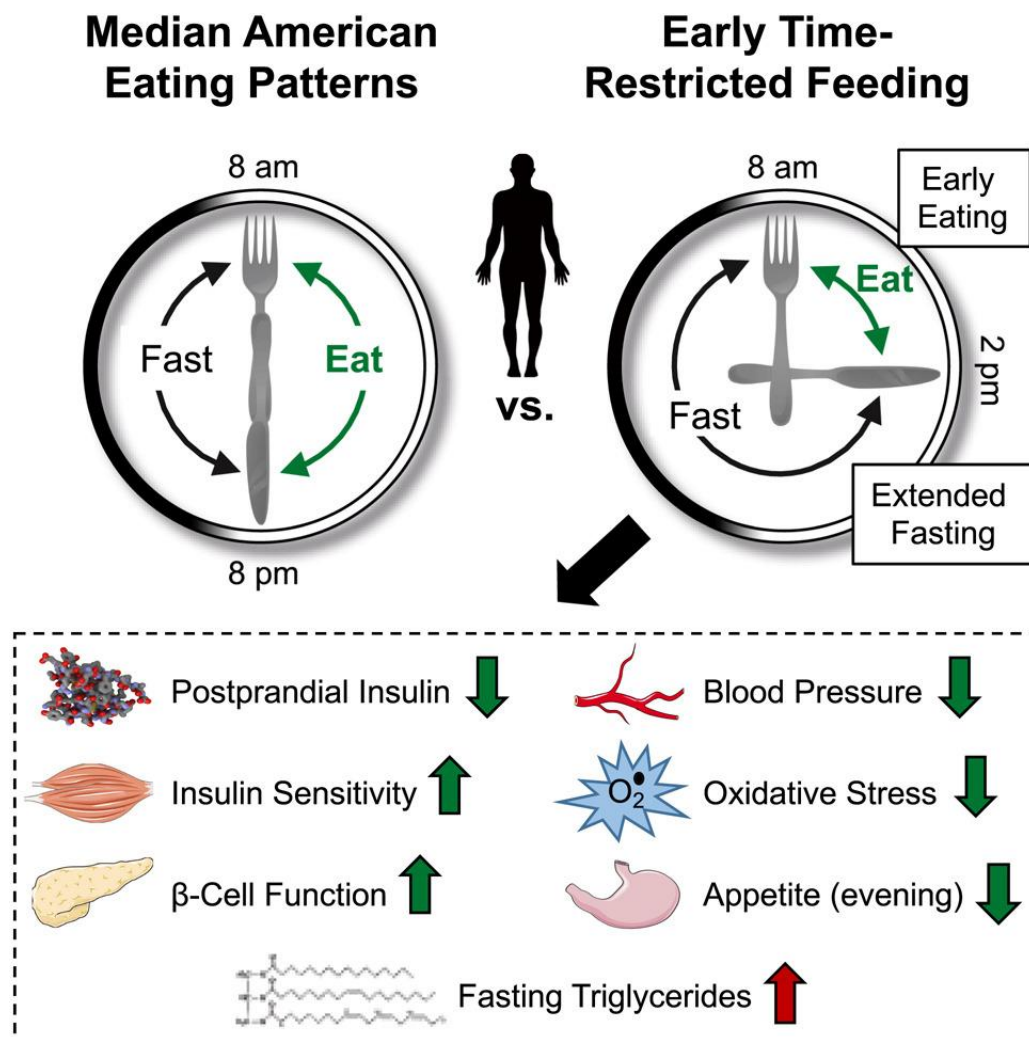 Median American
Eating Patterns
Early Time-
Restricted Feeding
8 am
Fast
Eat
8 pm
vs.
8 am
Early
Eating
Eat
2 pm
Fast
Extended
Fasting
Postprandial Insulin
Blood Pressure
Insulin Sensitivity
O₂•
Oxidative Stress
β-Cell Function
Appetite (evening)
Fasting Triglycerides